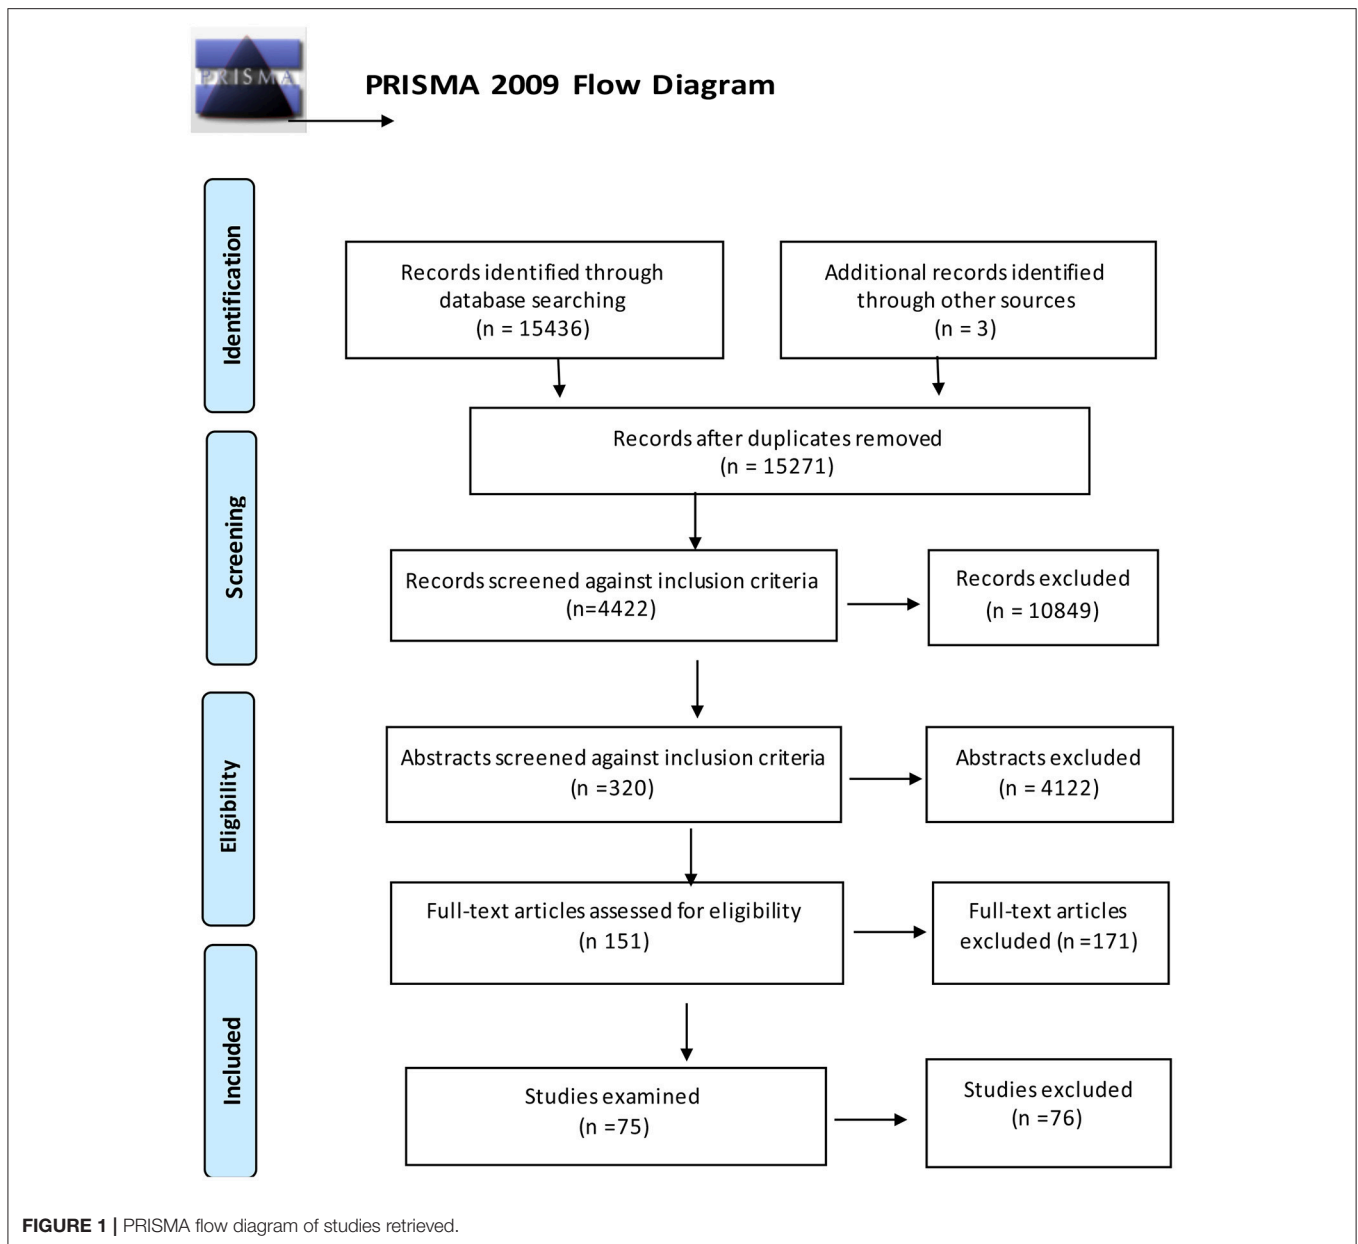 PRISMA
PRISMA 2009 Flow Diagram
Identification
Records identified through
database searching
(n = 15436)
Additional records identified
through other sources
(n = 3)
Records after duplicates removed
(n = 15271)
Screening
Records screened against inclusion criteria
(n=4422)
Records excluded
(n = 10849)
Eligibility
Abstracts screened against inclusion criteria
(n =320)
Abstracts excluded
(n = 4122)
Full-text articles assessed for eligibility
(n 151)
Full-text articles
excluded (n =171)
Included
Studies examined
(n =75)
Studies excluded
(n =76)
FIGURE 1 | PRISMA flow diagram of studies retrieved.